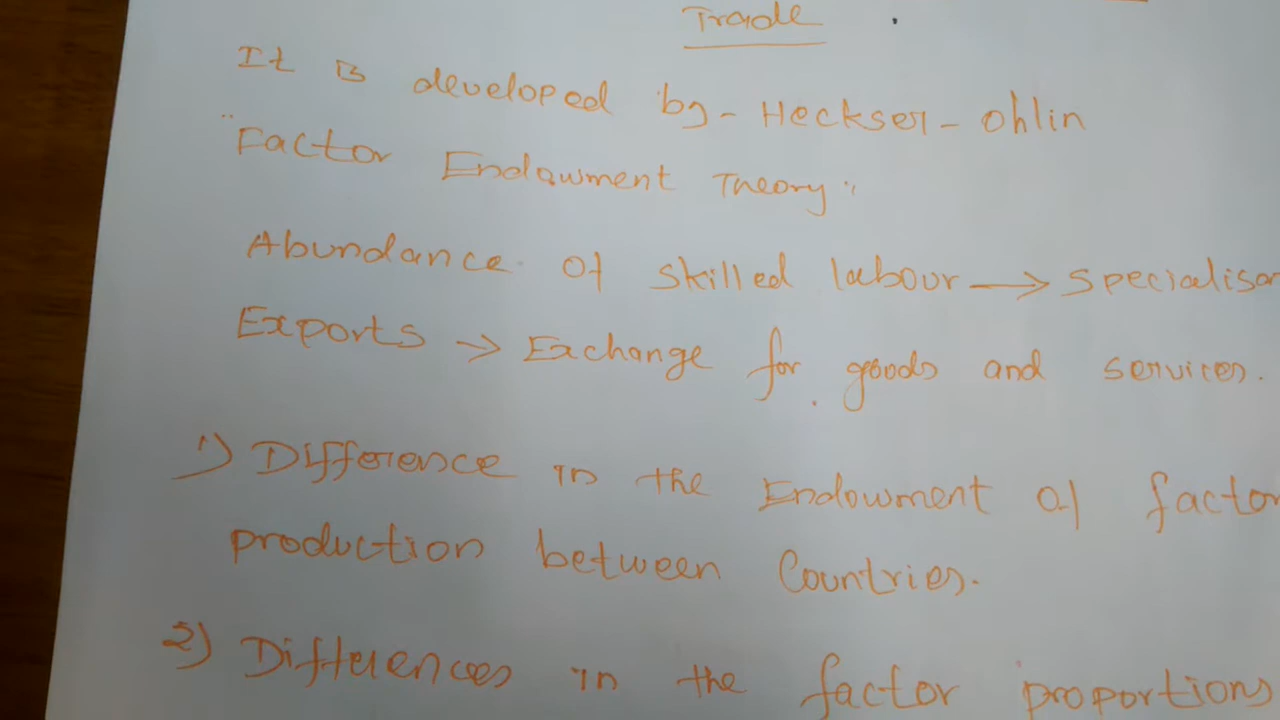 Trade
It is developed by - Heckser - ohlin
"Factor Endowment Theory"
Abundance of skilled labour → specialisa
Exports → Exchange for goods and services.
1) Difference in the Endowment of factor
production between Countries.
2) Differences in the factor proportions